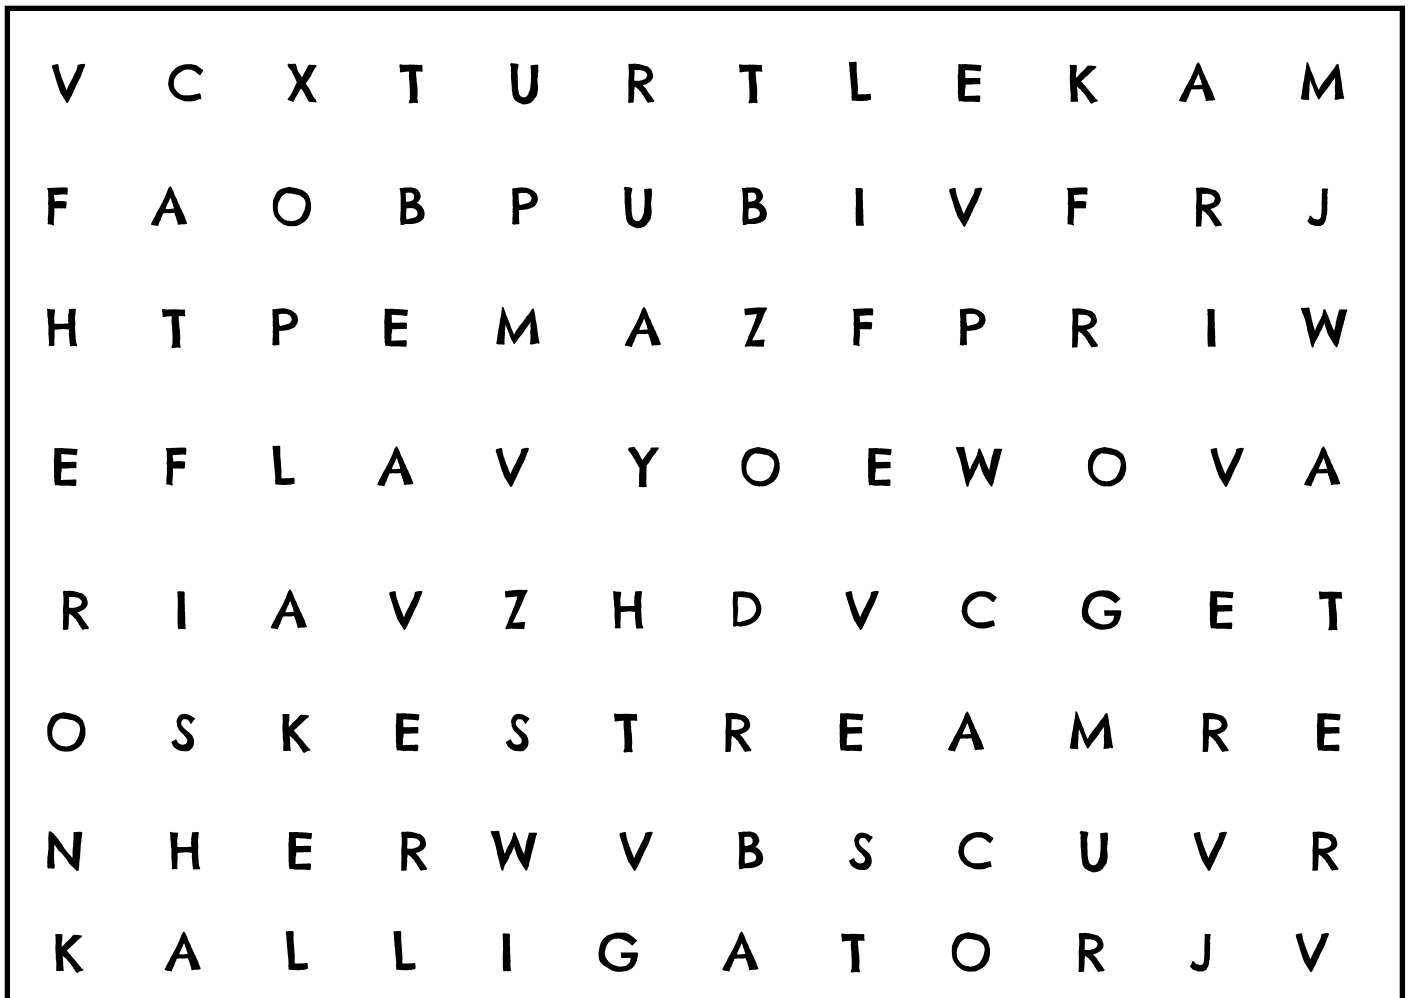 V C X T U R T L E K A M
F A O B P U B I V F R J
H T P E M A Z F P R I W
E F L A V Y O E W O V A
R I A V Z H D V C G E T
O S K E S T R E A M R E
N H E R W V B S C U V R
K A L L I G A T O R J V